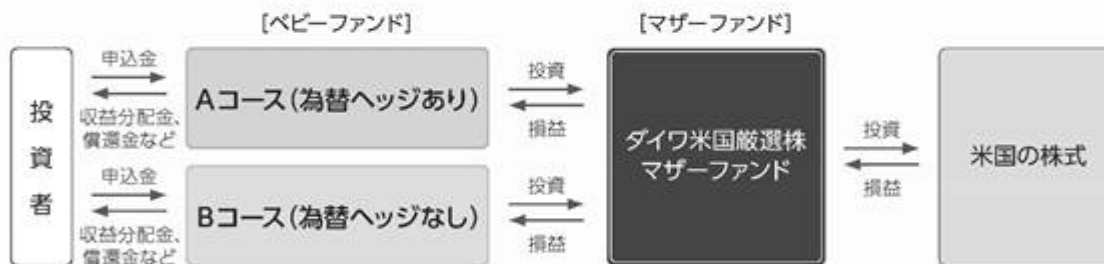 [ベビーファンド]
[マザーファンド]
投資者
申込金
収益分配金、
償還金など
Aコース(為替ヘッジあり)
投資
損益
申込金
収益分配金、
償還金など
Bコース(為替ヘッジなし)
投資
損益
ダイワ米国厳選株
マザーファンド
投資
損益
米国の株式